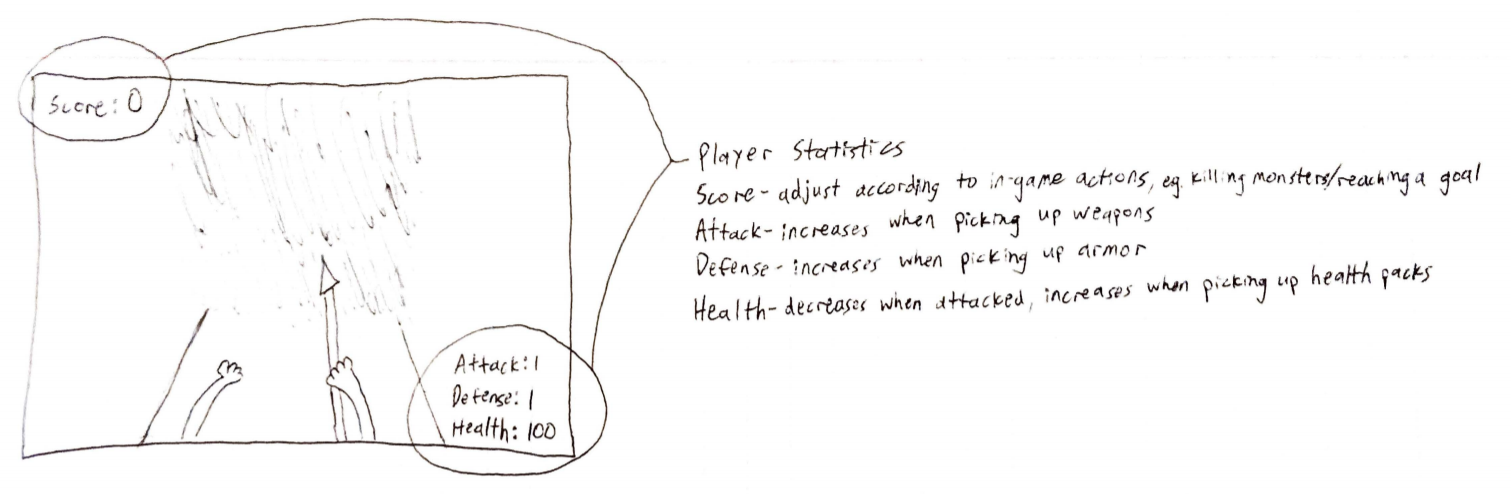 Score: 0
Player Statistics
Score- adjust according to in-game actions, eg. killing monsters/reaching a goal
Attack-increases when picking up weapons
Defense- increases when picking up armor
Health-decreases when attacked, increases when picking up health packs
Attack: 1
Defense: 1
Health: 100